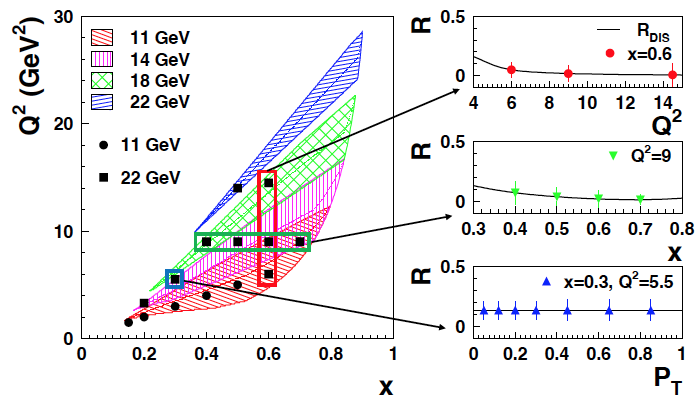 30
20
10
0
Q² (GeV²)
11 GeV
14 GeV
18 GeV
22 GeV
11 GeV
22 GeV
0 0.2 0.4 0.6 0.8 1
x
R
0.5
0
R_DIS
x=0.6
4 6 8 10 12 14
Q²
R
0.5
0
Q²=9
0.3 0.4 0.5 0.6 0.7 0.8
x
R
0.5
0
x=0.3, Q²=5.5
0 0.2 0.4 0.6 0.8 1
P_T